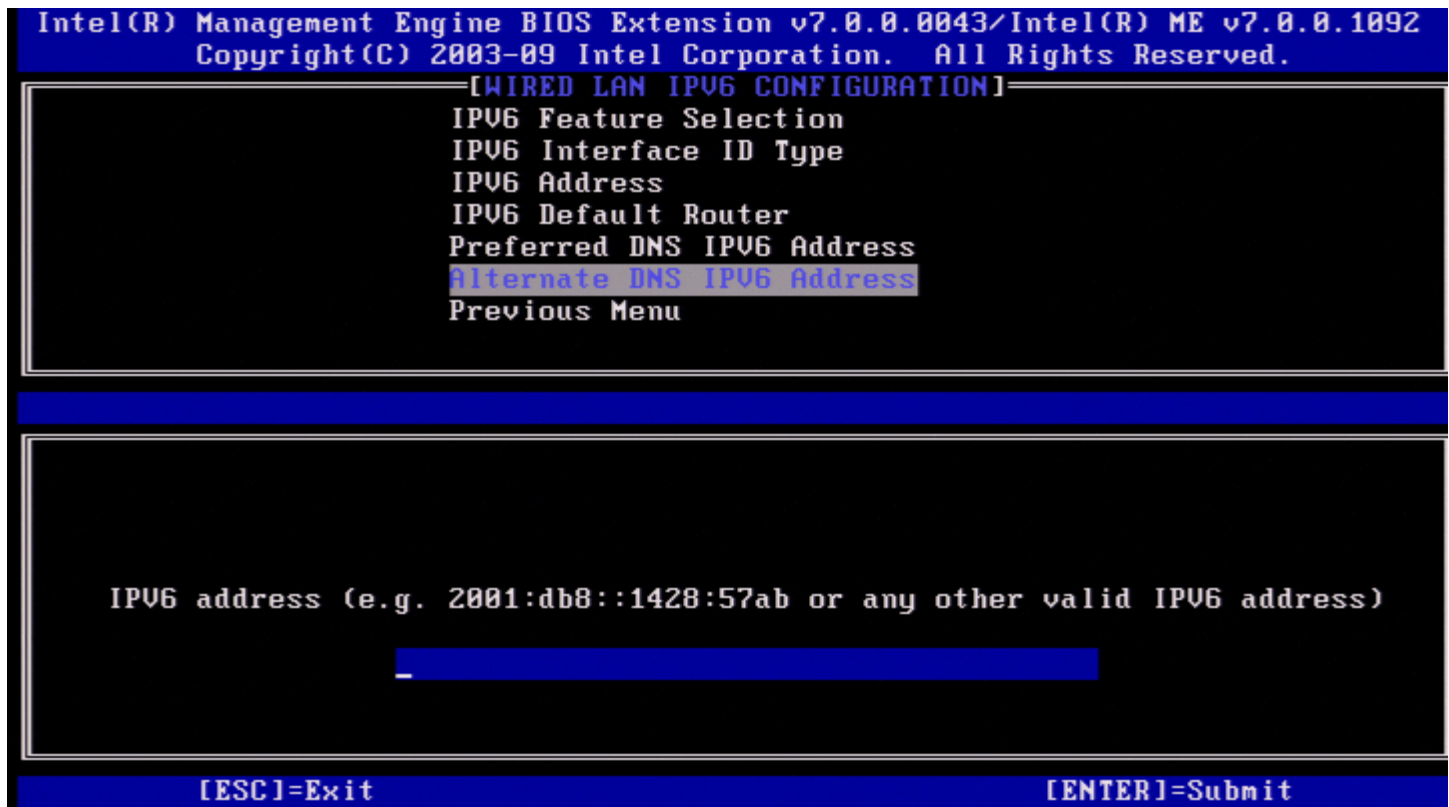 Intel(R) Management Engine BIOS Extension v7.0.0.0043/Intel(R) ME v7.0.0.1092
Copyright(C) 2003-09 Intel Corporation. All Rights Reserved.
[WIRED LAN IPV6 CONFIGURATION]
IPV6 Feature Selection
IPV6 Interface ID Type
IPV6 Address
IPV6 Default Router
Preferred DNS IPV6 Address
Alternate DNS IPV6 Address
Previous Menu
IPV6 address (e.g. 2001:db8::1428:57ab or any other valid IPV6 address)
[ESC]=Exit [ENTER]=Submit